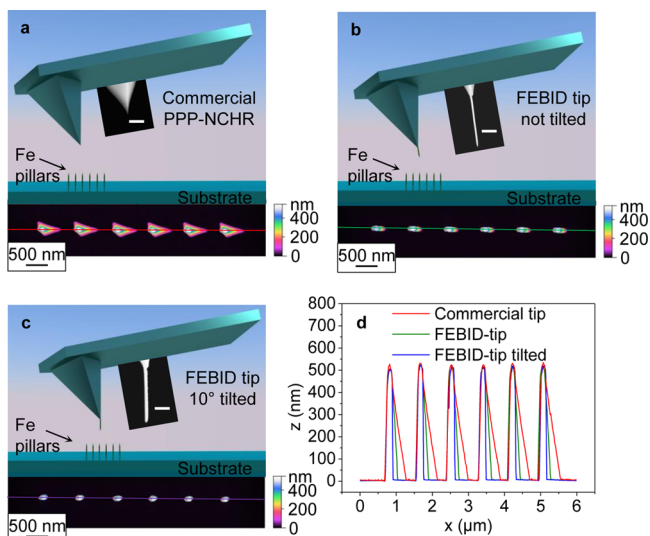 a
Commercial
PPP-NCHR
Fe
pillars
Substrate
nm
400
200
0
500 nm
b
FEBID tip
not tilted
Fe
pillars
Substrate
nm
400
200
0
500 nm
c
FEBID tip
10° tilted
Fe
pillars
Substrate
nm
400
200
0
500 nm
d
Commercial tip
FEBID-tip
FEBID-tip tilted
800
700
600
500
400
300
200
100
0
z (nm)
0 1 2 3 4 5 6
x (µm)